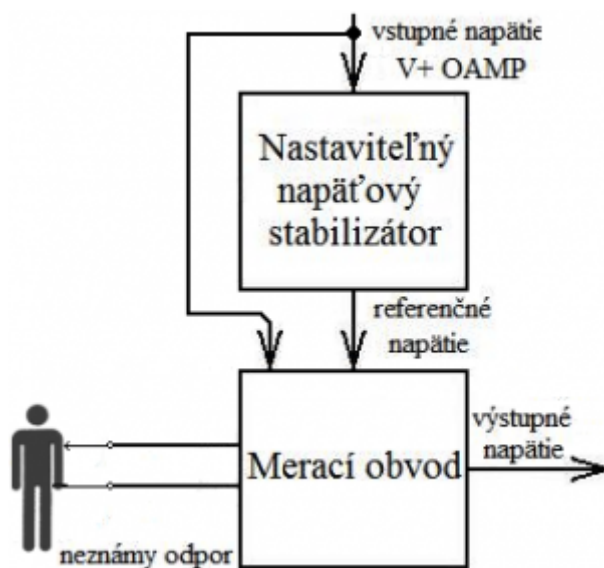 vstupné napätie
V+ OAMP
Nastaviteľný
napäťový
stabilizátor
referenčné
napätie
výstupné
napätie
Merací obvod
neznámy odpor